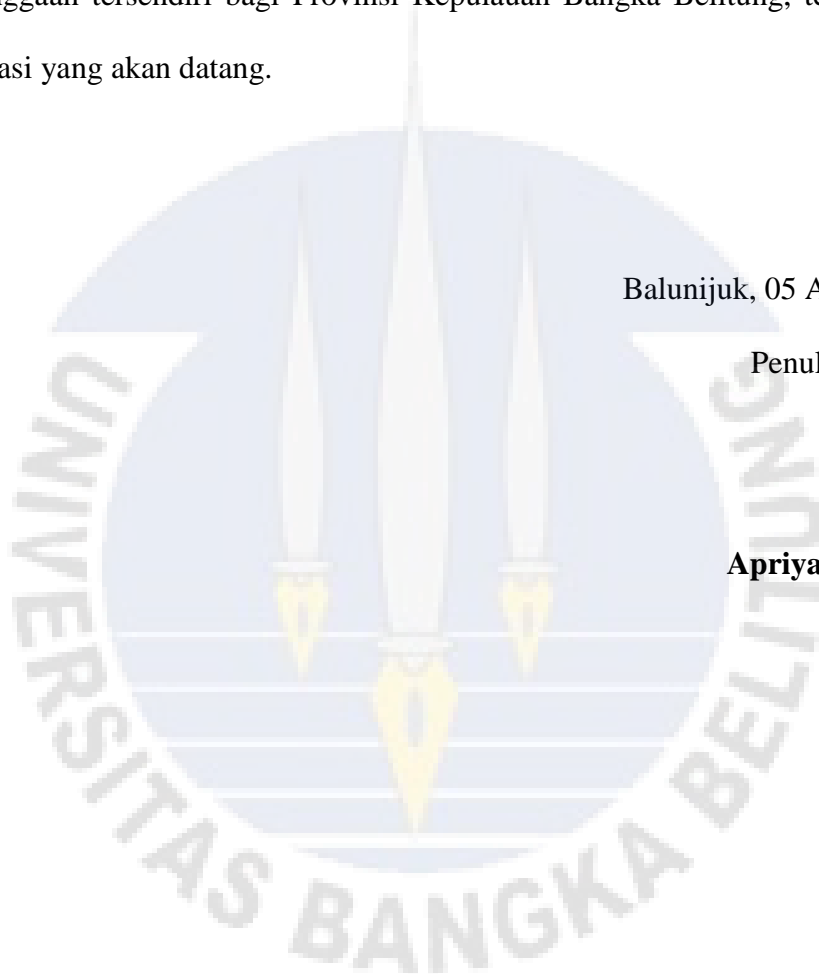 ggaan tersendiri bagi Provinsi Kepulauan Bangka Belitung, te
asi yang akan datang.
Balunijuk, 05 A
Penul
Apriya
UNIVERSITAS BANGKA BELITUNG